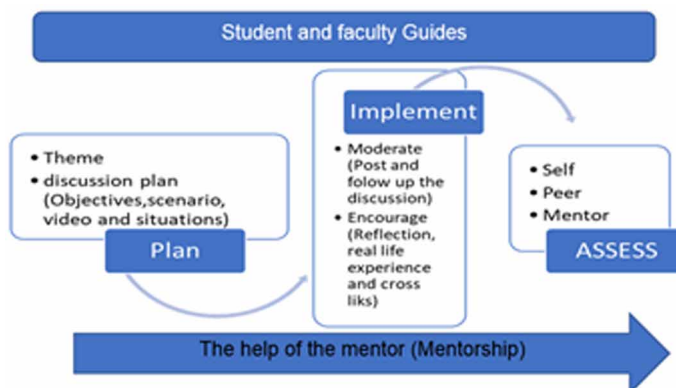 Student and faculty Guides
• Theme
• discussion plan
(Objectives,scenario,
video and situations)
Plan
Implement
• Moderate
(Post and
folow up the
discussion)
• Encourage
(Reflection,
real life
experience
and cross
liks)
• Self
• Peer
• Mentor
ASSESS
The help of the mentor (Mentorship)